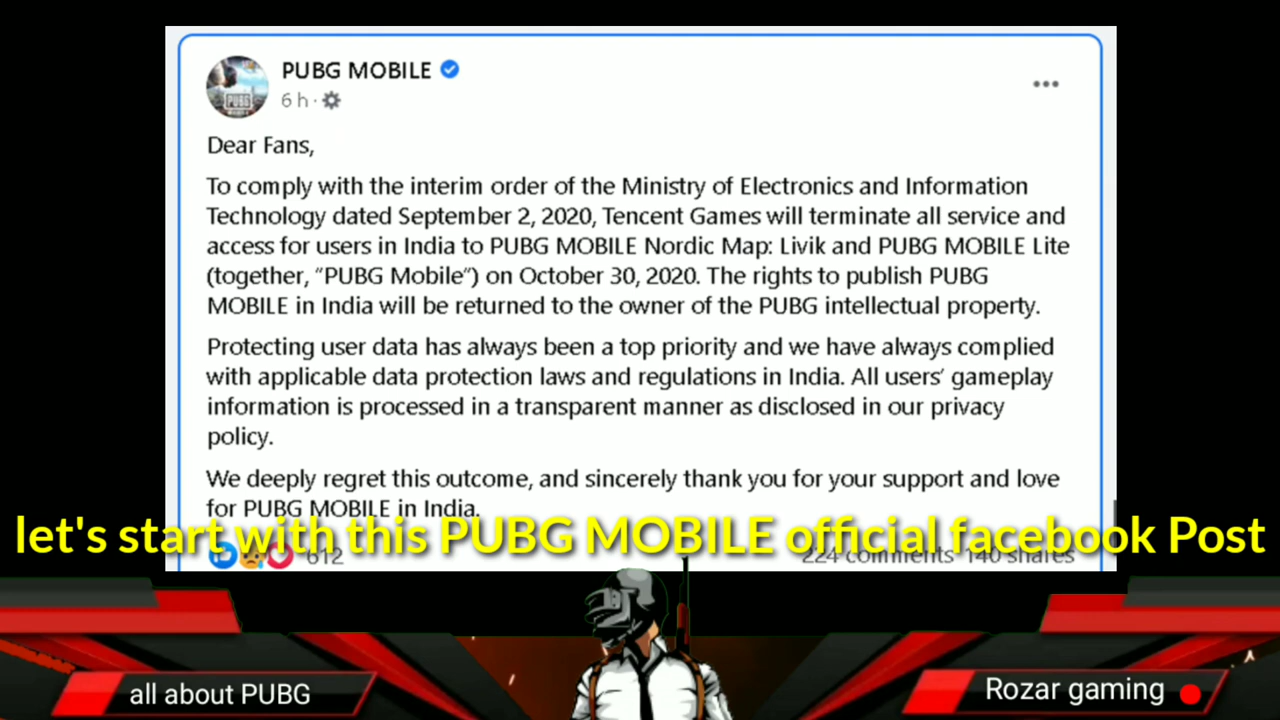 PUBG MOBILE
6 h ·
Dear Fans,
To comply with the interim order of the Ministry of Electronics and Information
Technology dated September 2, 2020, Tencent Games will terminate all service and
access for users in India to PUBG MOBILE Nordic Map: Livik and PUBG MOBILE Lite
(together, “PUBG Mobile”) on October 30, 2020. The rights to publish PUBG
MOBILE in India will be returned to the owner of the PUBG intellectual property.
Protecting user data has always been a top priority and we have always complied
with applicable data protection laws and regulations in India. All users’ gameplay
information is processed in a transparent manner as disclosed in our privacy
policy.
We deeply regret this outcome, and sincerely thank you for your support and love
for PUBG MOBILE in India.
let's start with this PUBG MOBILE official facebook Post
612 224 comments 140 shares
all about PUBG
Rozar gaming